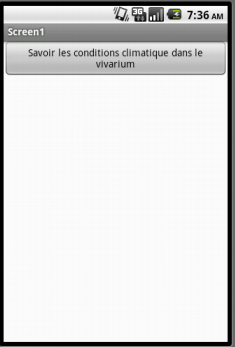 7:36 AM
Screen1
Savoir les conditions climatique dans le
vivarium